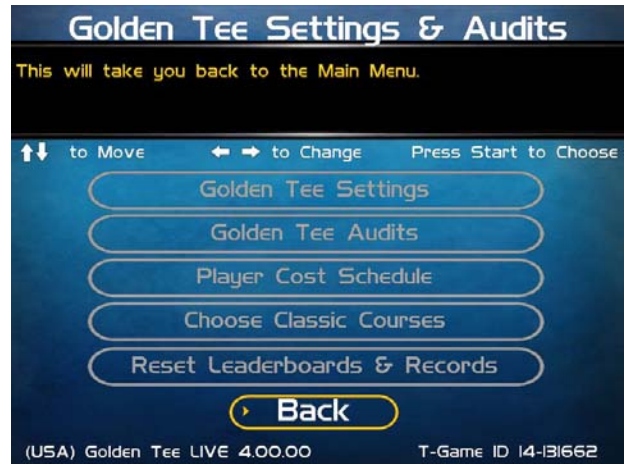 Golden Tee Settings & Audits
This will take you back to the Main Menu.
↑↓ to Move ← → to Change Press Start to Choose
Golden Tee Settings
Golden Tee Audits
Player Cost Schedule
Choose Classic Courses
Reset Leaderboards & Records
Back
(USA) Golden Tee LIVE 4.00.00 T-Game ID 14-131662